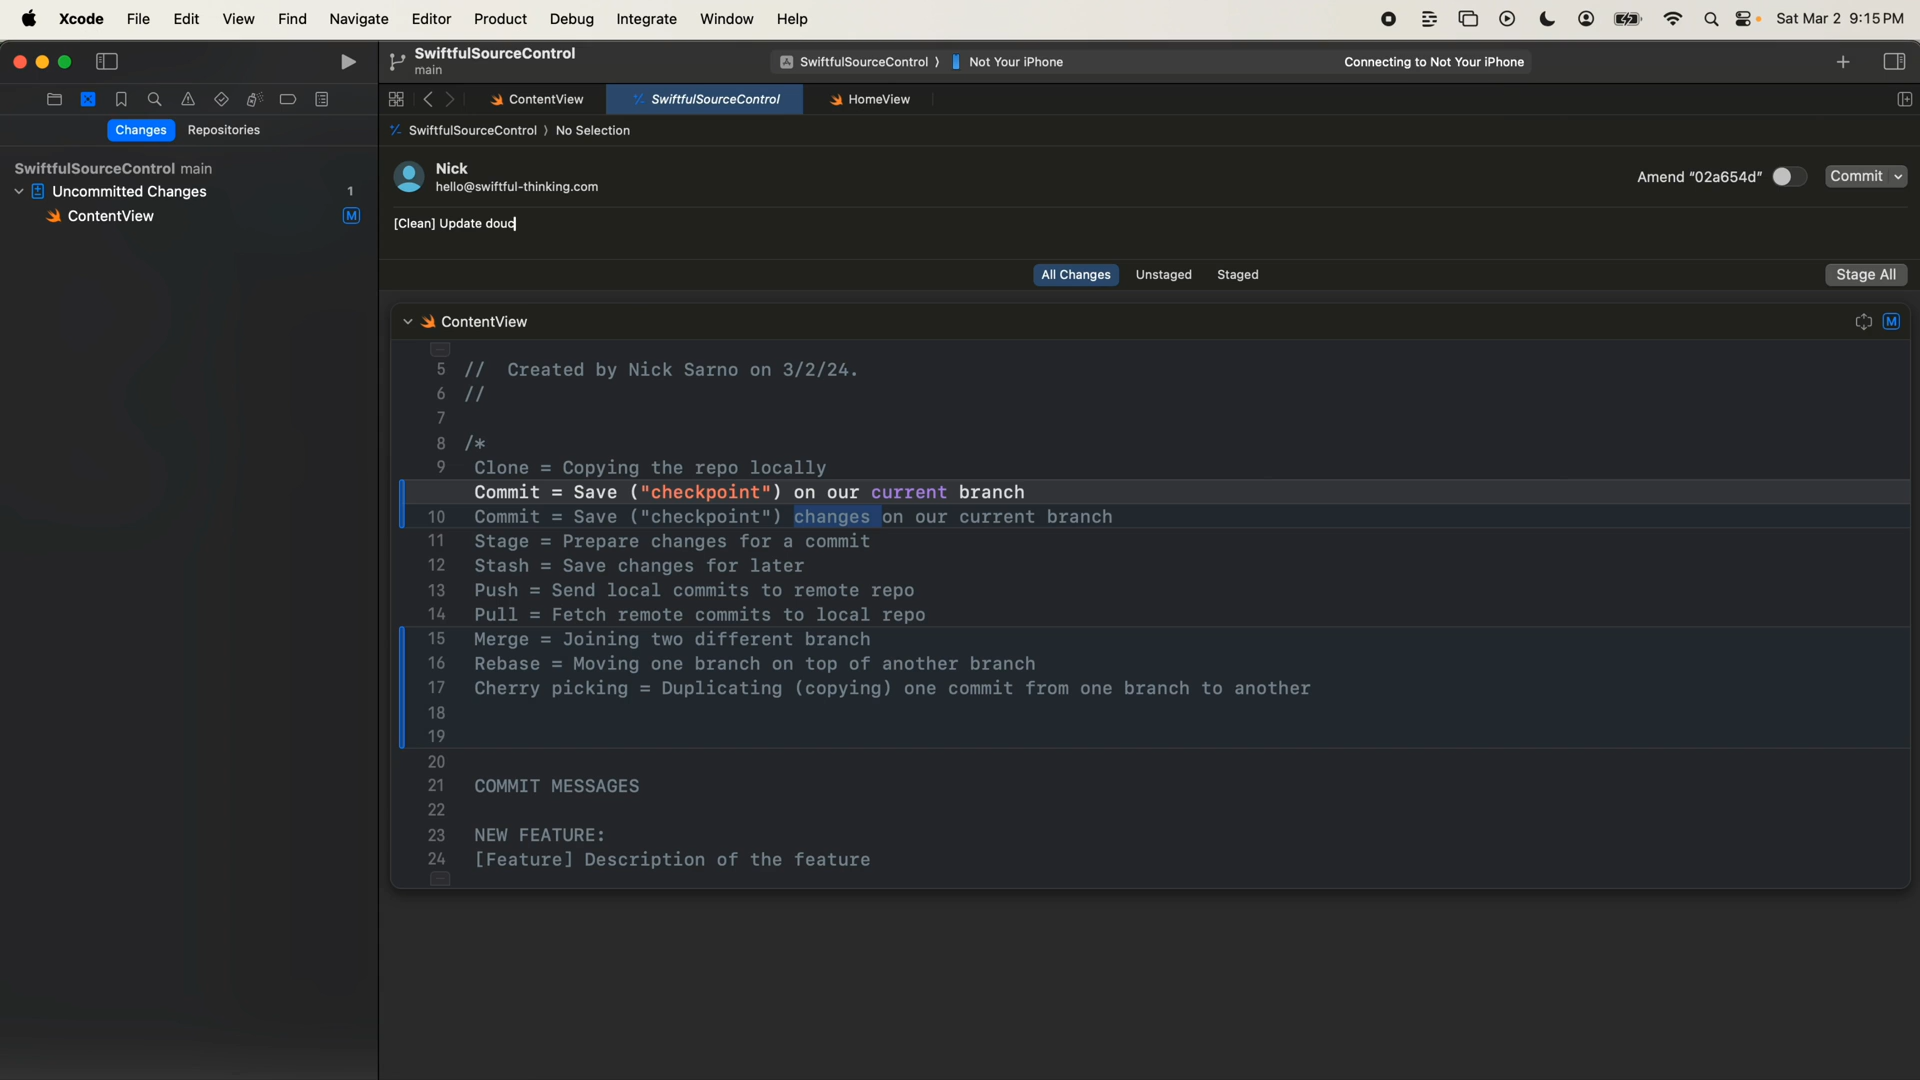 Xcode File Edit View Find Navigate Editor Product Debug Integrate Window Help Sat Mar 2 9:15 PM
SwiftfulSourceControl
main
SwiftfulSourceControl 〉 Not Your iPhone
Connecting to Not Your iPhone
ContentView SwiftfulSourceControl HomeView
Changes Repositories
SwiftfulSourceControl 〉 No Selection
SwiftfulSourceControl main
Uncommitted Changes 1
ContentView M
Nick
hello@swiftful-thinking.com
Amend “02a654d” Commit
[Clean] Update douc
All Changes Unstaged Staged Stage All
ContentView M
5 // Created by Nick Sarno on 3/2/24.
6 //
7
8 /*
9 Clone = Copying the repo locally
Commit = Save ("checkpoint") on our current branch
10 Commit = Save ("checkpoint") changes on our current branch
11 Stage = Prepare changes for a commit
12 Stash = Save changes for later
13 Push = Send local commits to remote repo
14 Pull = Fetch remote commits to local repo
15 Merge = Joining two different branch
16 Rebase = Moving one branch on top of another branch
17 Cherry picking = Duplicating (copying) one commit from one branch to another
18
19
20
21 COMMIT MESSAGES
22
23 NEW FEATURE:
24 [Feature] Description of the feature